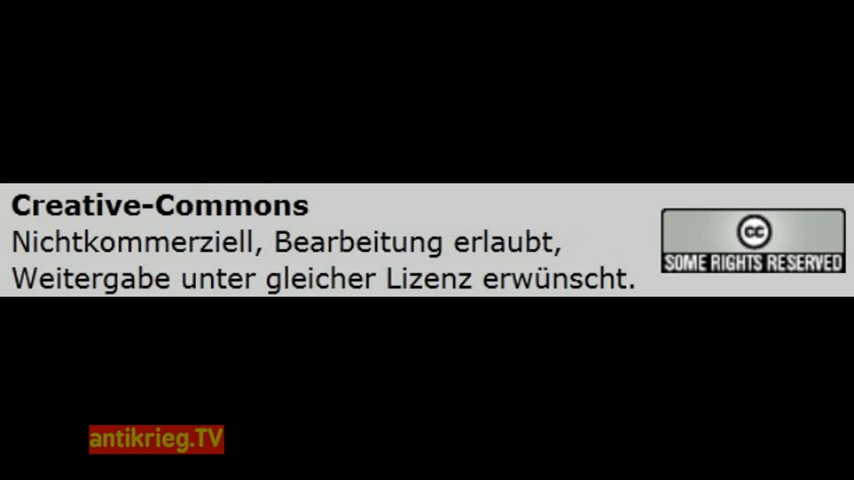 Creative-Commons
Nichtkommerziell, Bearbeitung erlaubt,
Weitergabe unter gleicher Lizenz erwünscht.
cc
SOME RIGHTS RESERVED
antikrieg.TV